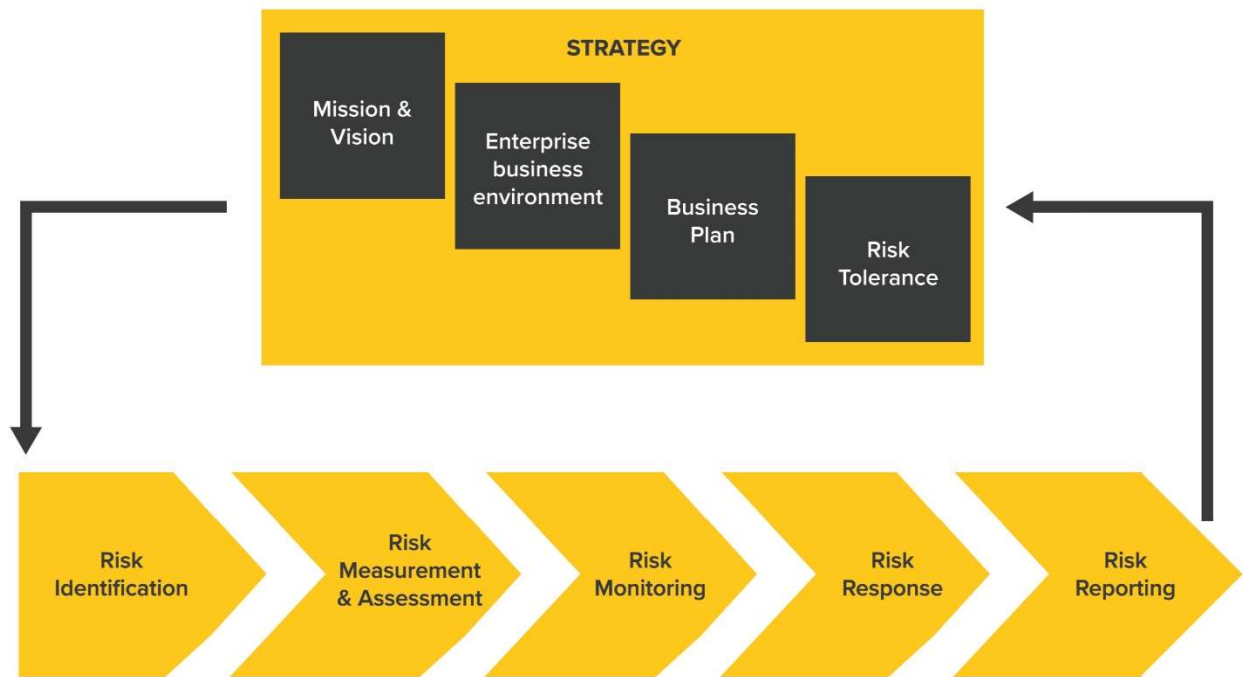 STRATEGY
Mission &
Vision
Enterprise
business
environment
Business
Plan
Risk
Tolerance
Risk
Identification
Risk
Measurement
& Assessment
Risk
Monitoring
Risk
Response
Risk
Reporting